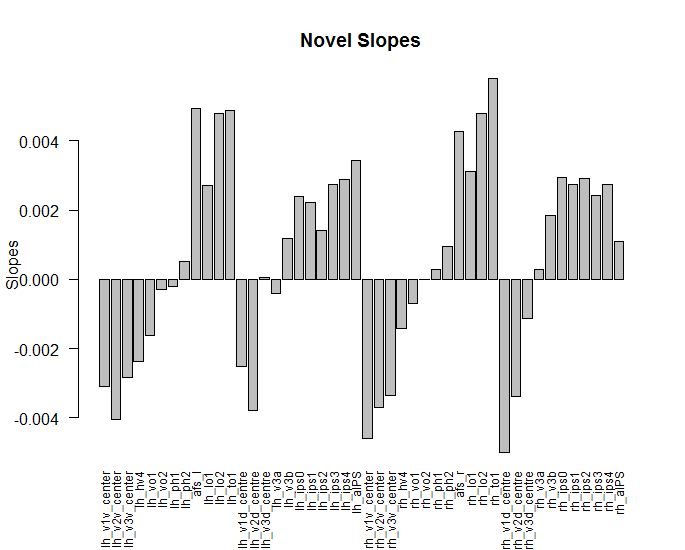 Novel Slopes
Slopes
0.004
0.002
0.000
-0.002
-0.004
lh_v1v_center
lh_v2v_center
lh_v3v_center
lh_hv4
lh_vo1
lh_vo2
lh_ph1
lh_ph2
afs_l
lh_lo1
lh_lo2
lh_to1
lh_v1d_centre
lh_v2d_centre
lh_v3d_centre
lh_v3a
lh_v3b
lh_ips0
lh_ips1
lh_ips2
lh_ips3
lh_ips4
lh_aIPS
rh_v1v_center
rh_v2v_center
rh_v3v_center
rh_hv4
rh_vo1
rh_vo2
rh_ph1
rh_ph2
afs_r
rh_lo1
rh_lo2
rh_to1
rh_v1d_centre
rh_v2d_centre
rh_v3d_centre
rh_v3a
rh_v3b
rh_ips0
rh_ips1
rh_ips2
rh_ips3
rh_ips4
rh_aIPS